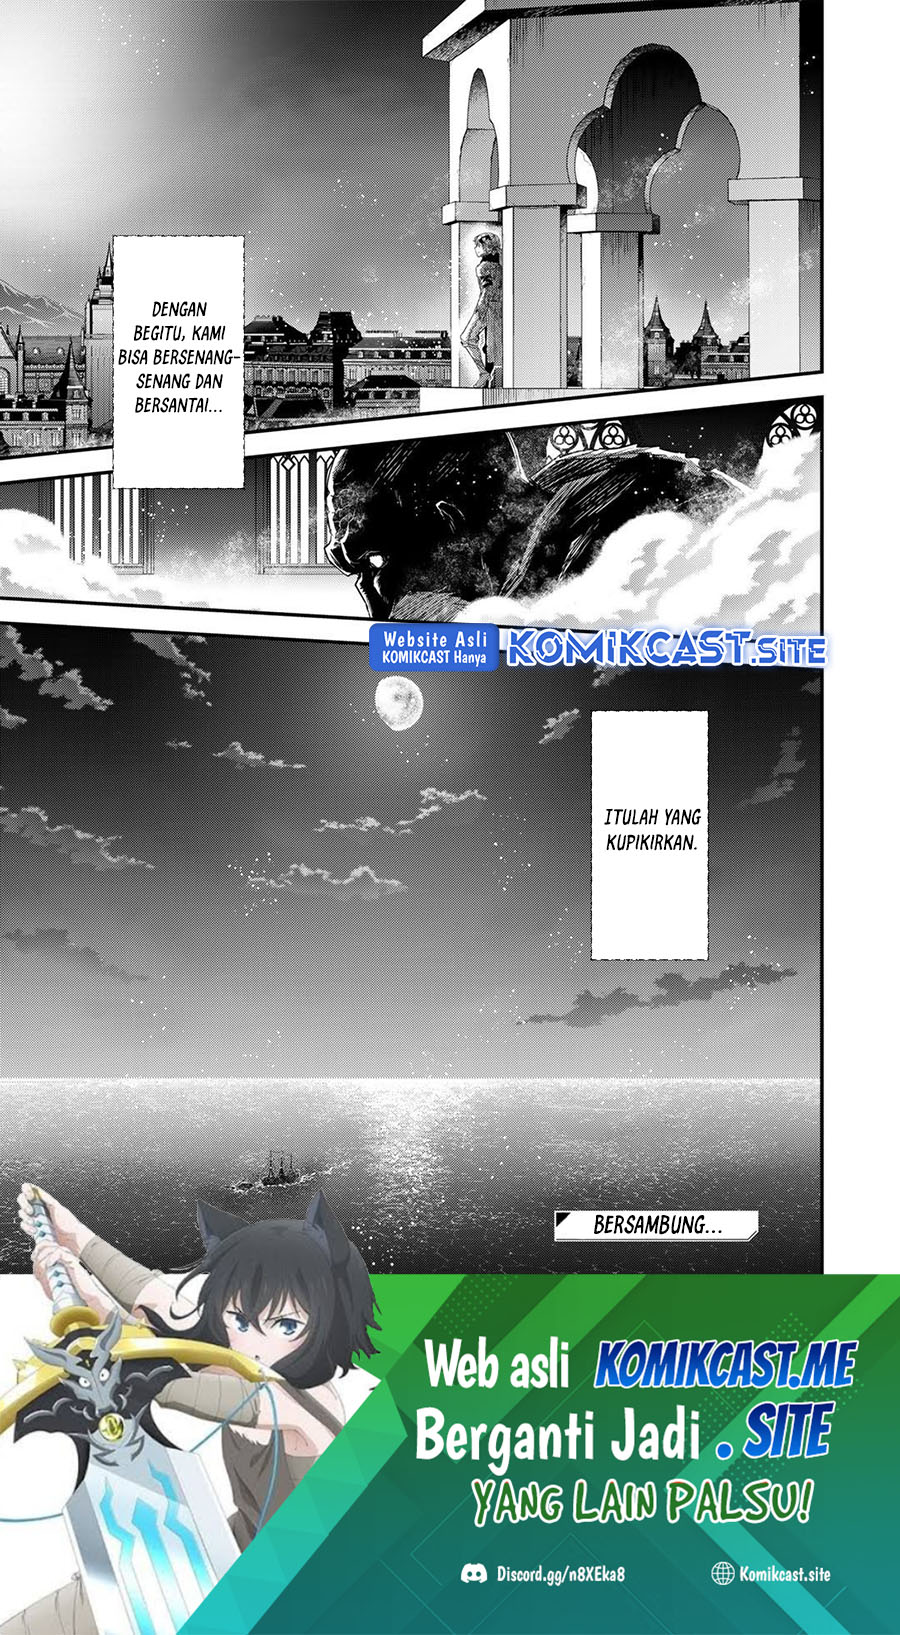 DENGAN
BEGITU, KAMI
BISA BERSENANG-
SENANG DAN
BERSANTAI...
Website Asli
KOMIKCAST Hanya
KOMIKCAST.SITE
ITULAH YANG
KUPIKIRKAN.
BERSAMBUNG...
Web asli KOMIKCAST.ME
Berganti Jadi .SITE
YANG LAIN PALSU!
Discord.gg/n8XEka8
Komikcast.site